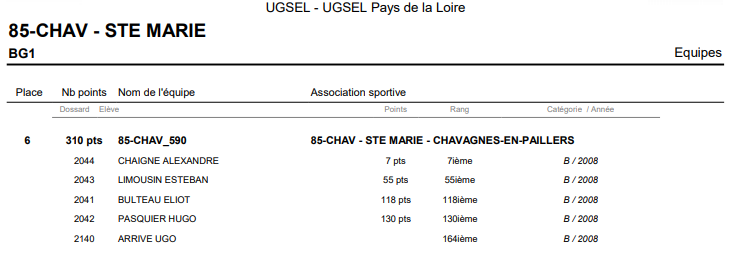 UGSEL - UGSEL Pays de la Loire
85-CHAV - STE MARIE
BG1 Equipes
Place Nb points Nom de l'équipe Association sportive
Dossard Elève Points Rang Catégorie / Année
6 310 pts 85-CHAV_590 85-CHAV - STE MARIE - CHAVAGNES-EN-PAILLERS
2044 CHAIGNE ALEXANDRE 7 pts 7ième B / 2008
2043 LIMOUSIN ESTEBAN 55 pts 55ième B / 2008
2041 BULTEAU ELIOT 118 pts 118ième B / 2008
2042 PASQUIER HUGO 130 pts 130ième B / 2008
2140 ARRIVE UGO 164ième B / 2008